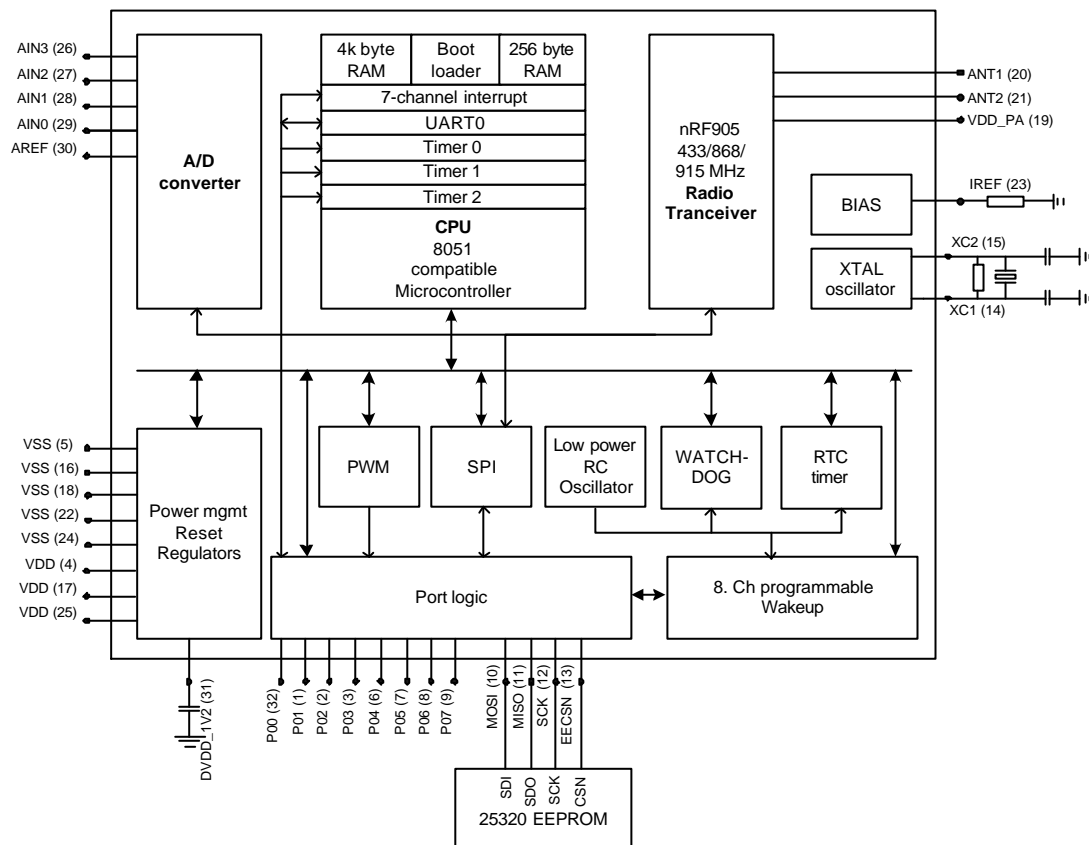 AIN3 (26)
AIN2 (27)
AIN1 (28)
AIN0 (29)
AREF (30)
A/D
converter
4k byte
RAM
Boot
loader
256 byte
RAM
7-channel interrupt
UART0
Timer 0
Timer 1
Timer 2
CPU
8051
compatible
Microcontroller
nRF905
433/868/
915 MHz
Radio
Tranceiver
ANT1 (20)
ANT2 (21)
VDD_PA (19)
BIAS
IREF (23)
XTAL
oscillator
XC2 (15)
XC1 (14)
VSS (5)
VSS (16)
VSS (18)
VSS (22)
VSS (24)
VDD (4)
VDD (17)
VDD (25)
Power mgmt
Reset
Regulators
PWM
SPI
Low power
RC
Oscillator
WATCH-
DOG
RTC
timer
Port logic
8. Ch programmable
Wakeup
DVDD_1V2 (31)
P00 (32)
P01 (1)
P02 (2)
P03 (3)
P04 (6)
P05 (7)
P06 (8)
P07 (9)
MOSI (10)
MISO (11)
SCK (12)
EECSN (13)
SDI
SDO
SCK
CSN
25320 EEPROM